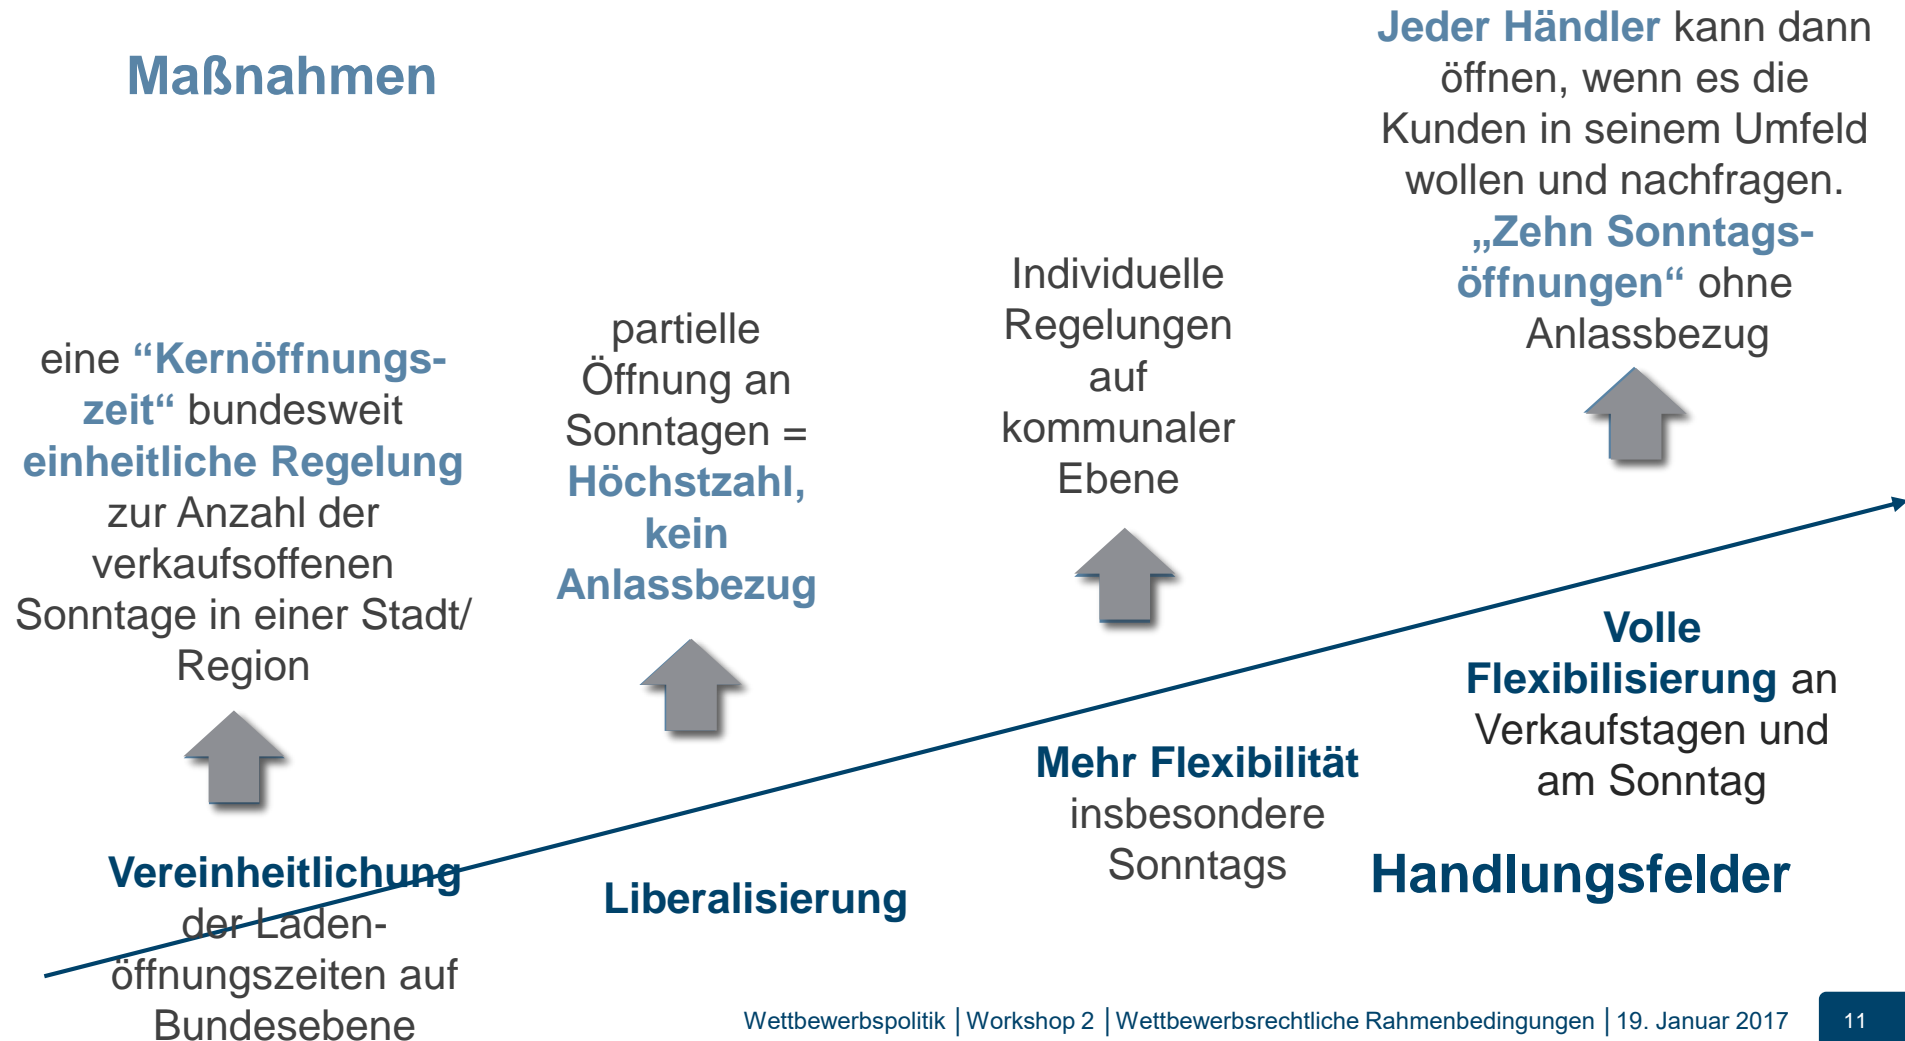 Maßnahmen
eine “Kernöffnungs-
zeit“ bundesweit
einheitliche Regelung
zur Anzahl der
verkaufsoffenen
Sonntage in einer Stadt/
Region
partielle
Öffnung an
Sonntagen =
Höchstzahl,
kein
Anlassbezug
Individuelle
Regelungen
auf
kommunaler
Ebene
Jeder Händler kann dann
öffnen, wenn es die
Kunden in seinem Umfeld
wollen und nachfragen.
„Zehn Sonntags-
öffnungen“ ohne
Anlassbezug
Vereinheitlichung
der Laden-
öffnungszeiten auf
Bundesebene
Liberalisierung
Mehr Flexibilität
insbesondere
Sonntags
Volle
Flexibilisierung an
Verkaufstagen und
am Sonntag
Handlungsfelder
Wettbewerbspolitik │Workshop 2 │Wettbewerbsrechtliche Rahmenbedingungen │19. Januar 2017
11